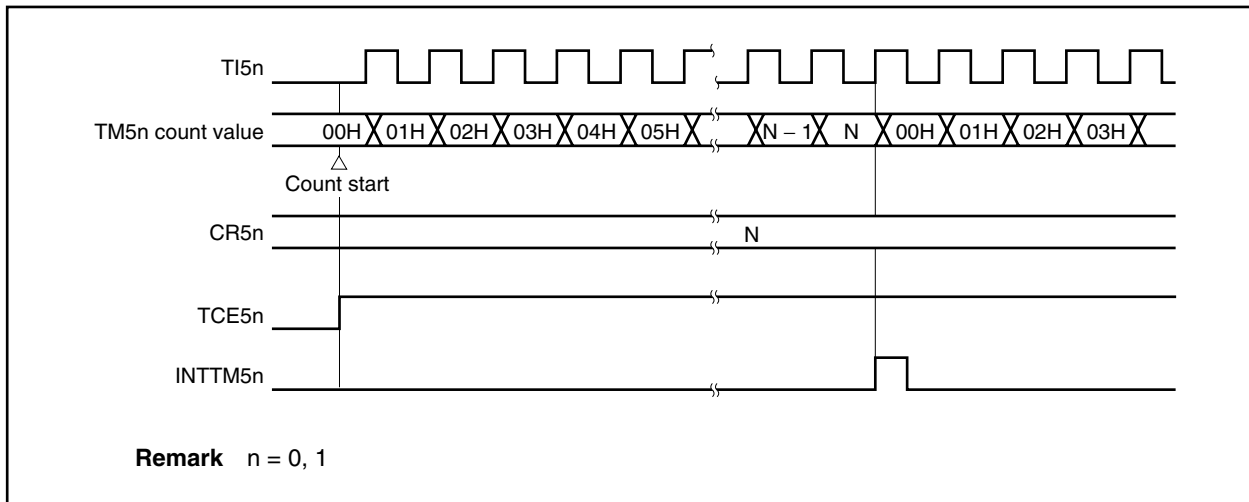 TI5n
TM5n count value 00H 01H 02H 03H 04H 05H N − 1 N 00H 01H 02H 03H
Count start
CR5n N
TCE5n
INTTM5n
Remark n = 0, 1